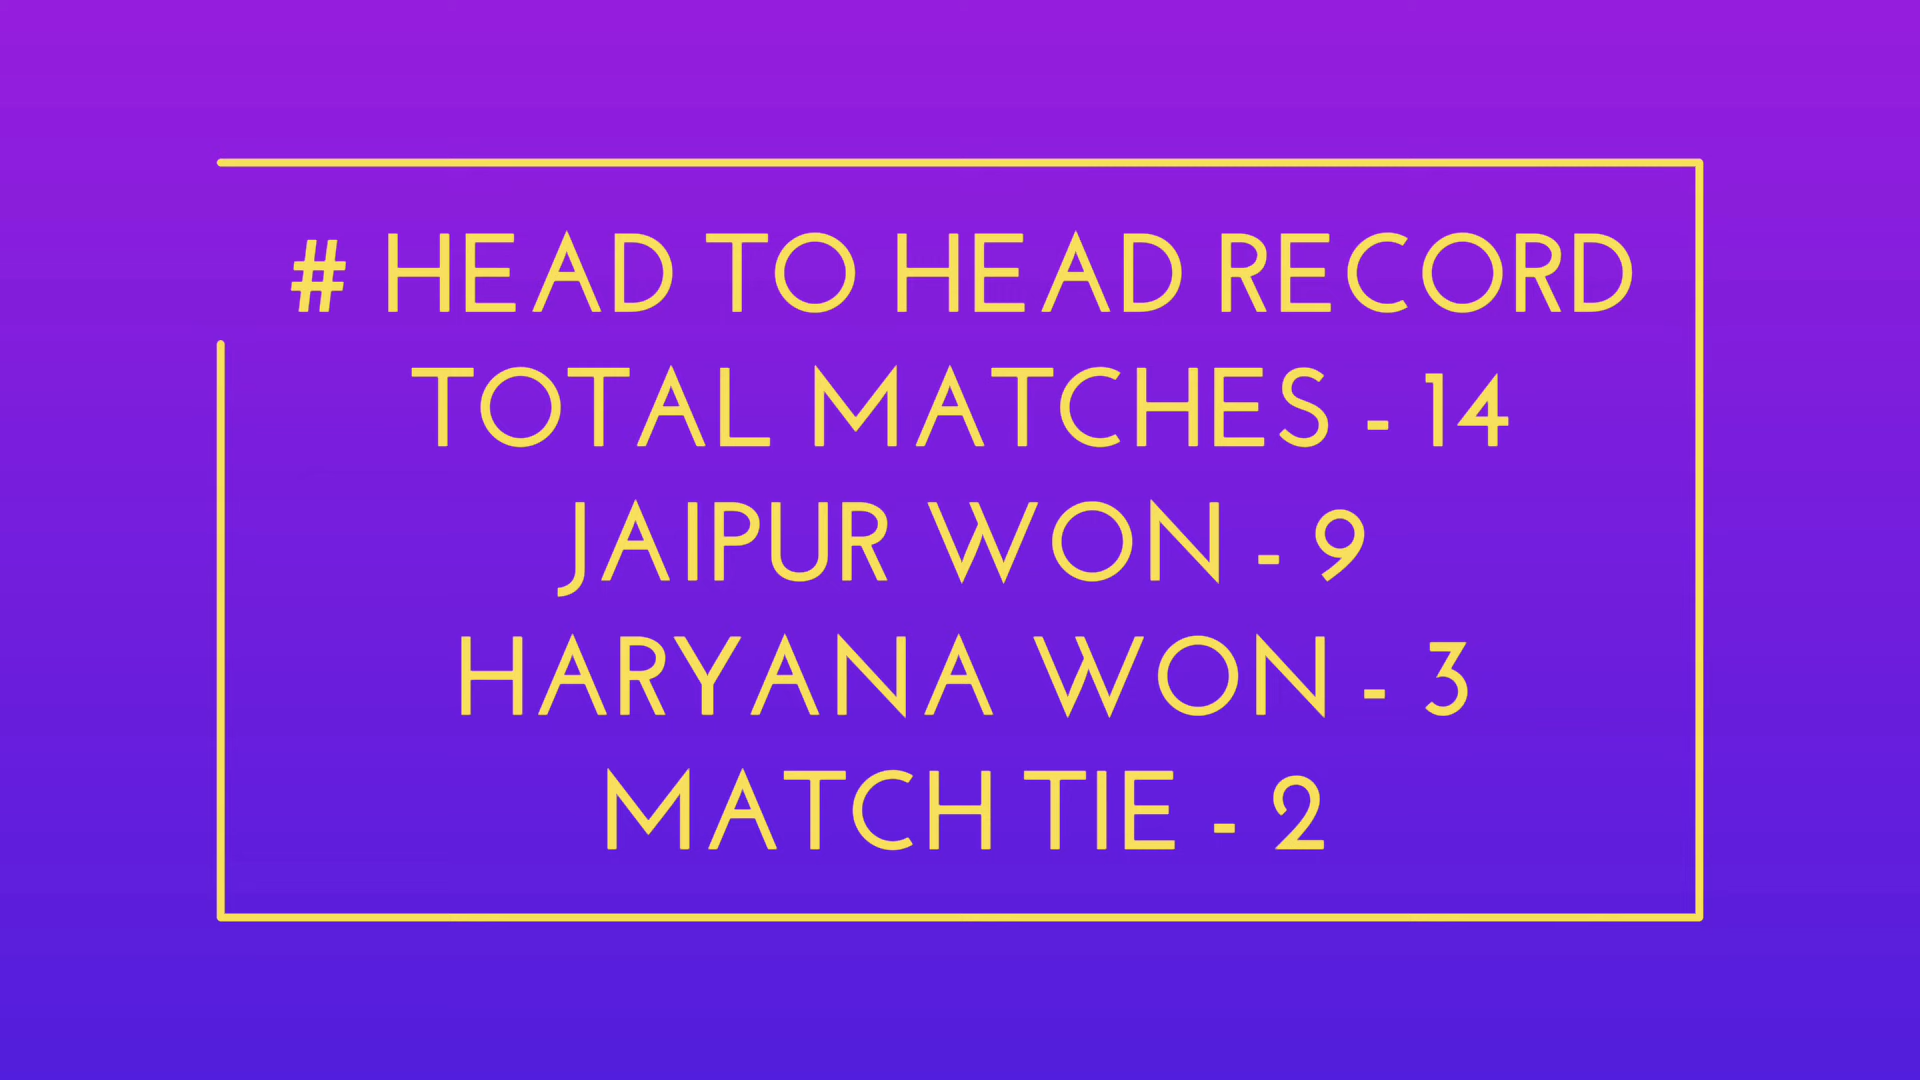 # HEAD TO HEAD RECORD
TOTAL MATCHES - 14
JAIPUR WON - 9
HARYANA WON - 3
MATCH TIE - 2